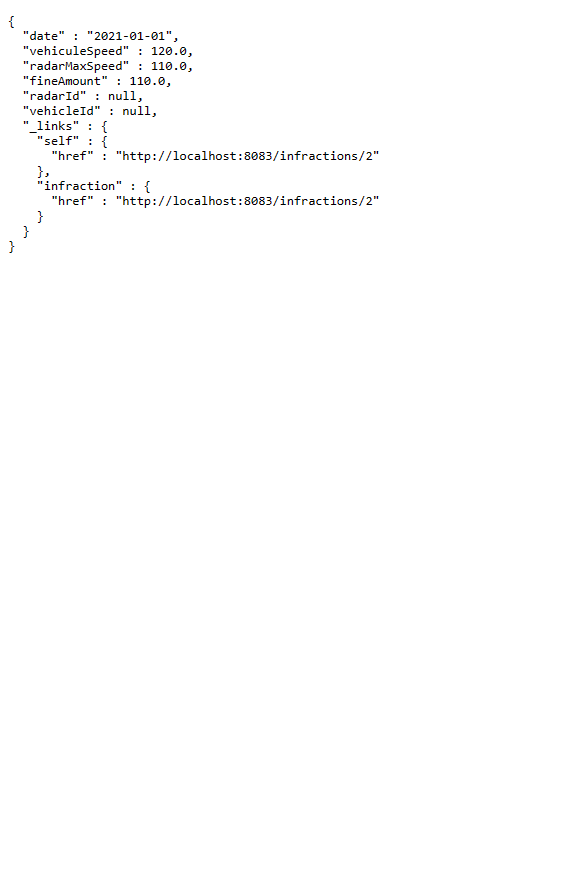 {
  "date" : "2021-01-01",
  "vehiculeSpeed" : 120.0,
  "radarMaxSpeed" : 110.0,
  "fineAmount" : 110.0,
  "radarId" : null,
  "vehicleId" : null,
  "_links" : {
    "self" : {
      "href" : "http://localhost:8083/infractions/2"
    },
    "infraction" : {
      "href" : "http://localhost:8083/infractions/2"
    }
  }
}